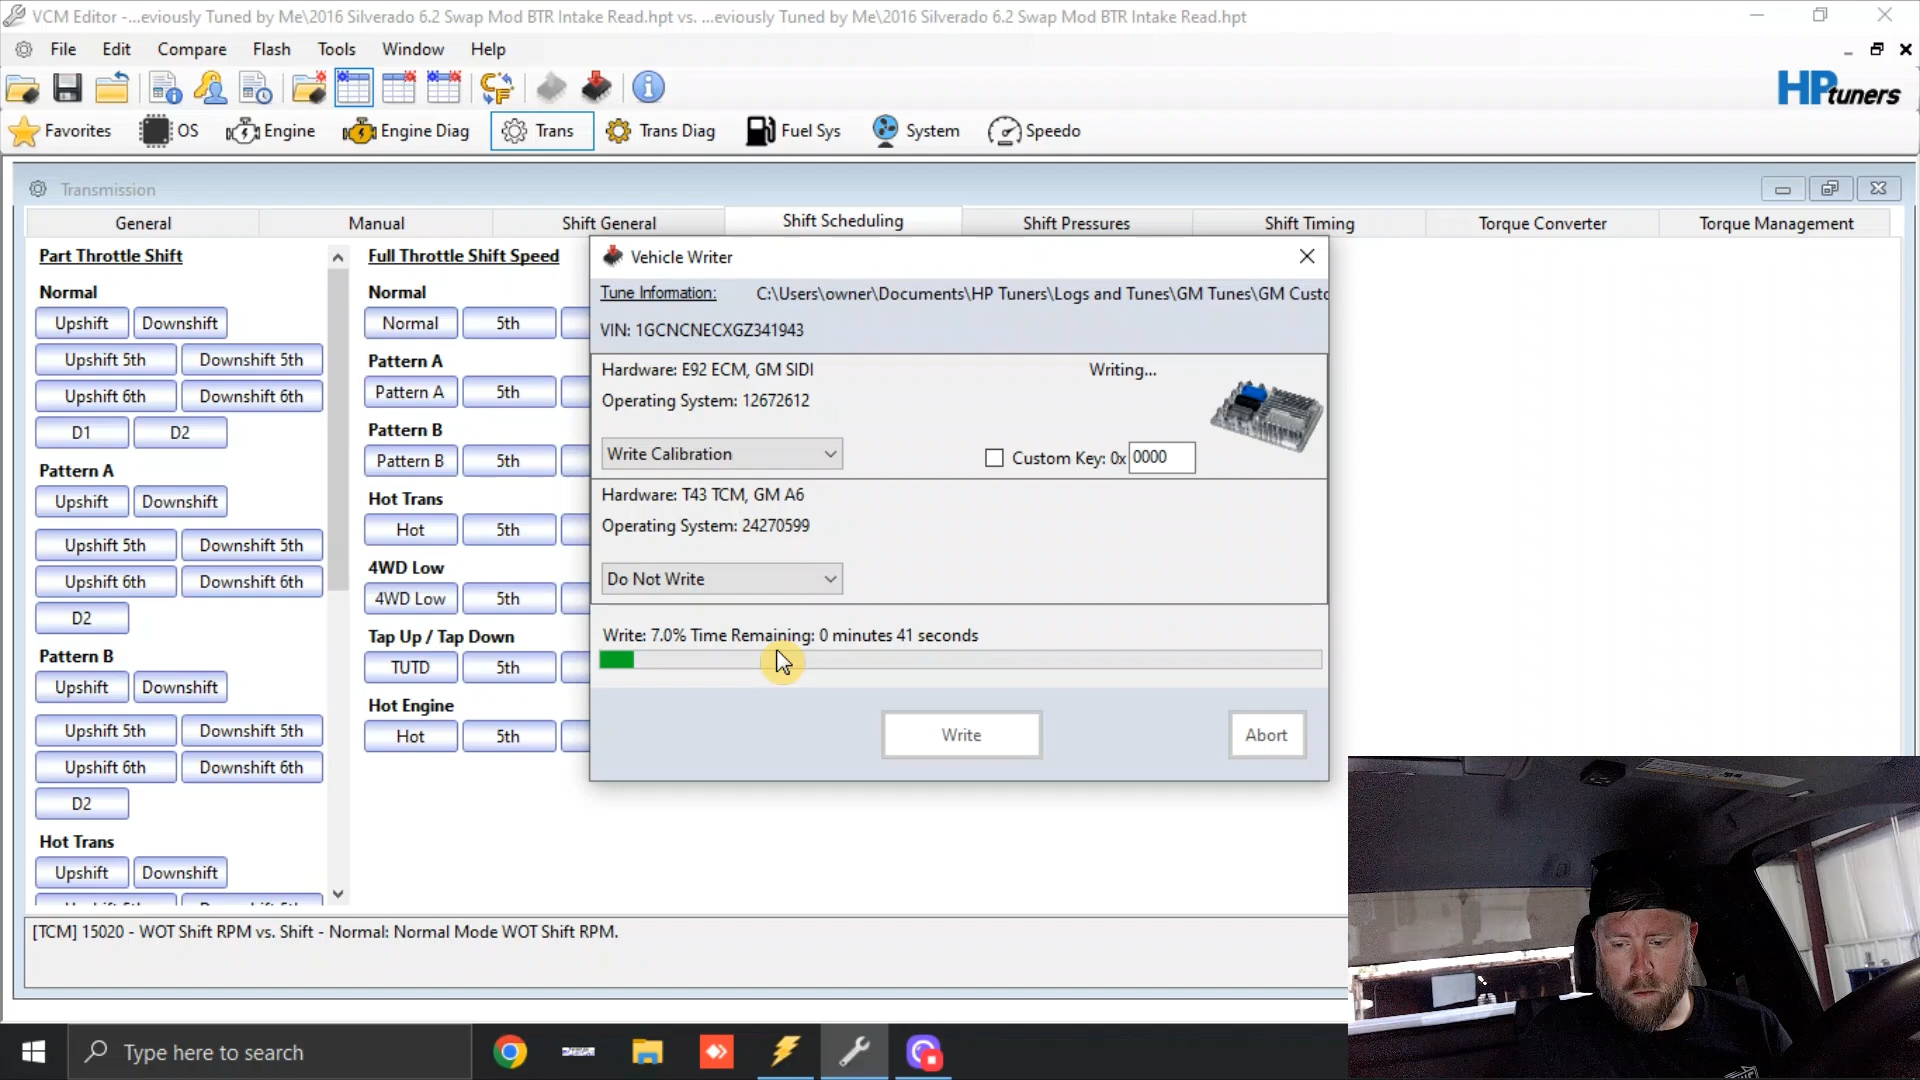 VCM Editor -...eviously Tuned by Me\2016 Silverado 6.2 Swap Mod BTR Intake Read.hpt vs. ...eviously Tuned by Me\2016 Silverado 6.2 Swap Mod BTR Intake Read.hpt
File Edit Compare Flash Tools Window Help
HPtuners
Favorites OS Engine Engine Diag Trans Trans Diag Fuel Sys System Speedo
Transmission
General Manual Shift General Shift Scheduling Shift Pressures Shift Timing Torque Converter Torque Management
Part Throttle Shift
Normal
Upshift Downshift
Upshift 5th Downshift 5th
Upshift 6th Downshift 6th
D1 D2
Pattern A
Upshift Downshift
Upshift 5th Downshift 5th
Upshift 6th Downshift 6th
D2
Pattern B
Upshift Downshift
Upshift 5th Downshift 5th
Upshift 6th Downshift 6th
D2
Hot Trans
Upshift Downshift
Full Throttle Shift Speed
Normal
Normal 5th
Pattern A
Pattern A 5th
Pattern B
Pattern B 5th
Hot Trans
Hot 5th
4WD Low
4WD Low 5th
Tap Up / Tap Down
TUTD 5th
Hot Engine
Hot 5th
Vehicle Writer
Tune Information: C:\Users\owner\Documents\HP Tuners\Logs and Tunes\GM Tunes\GM Custo
VIN: 1GCNCNECXGZ341943
Hardware: E92 ECM, GM SIDI Writing...
Operating System: 12672612
Write Calibration Custom Key: 0x 0000
Hardware: T43 TCM, GM A6
Operating System: 24270599
Do Not Write
Write: 7.0% Time Remaining: 0 minutes 41 seconds
Write Abort
[TCM] 15020 - WOT Shift RPM vs. Shift - Normal: Normal Mode WOT Shift RPM.
Type here to search